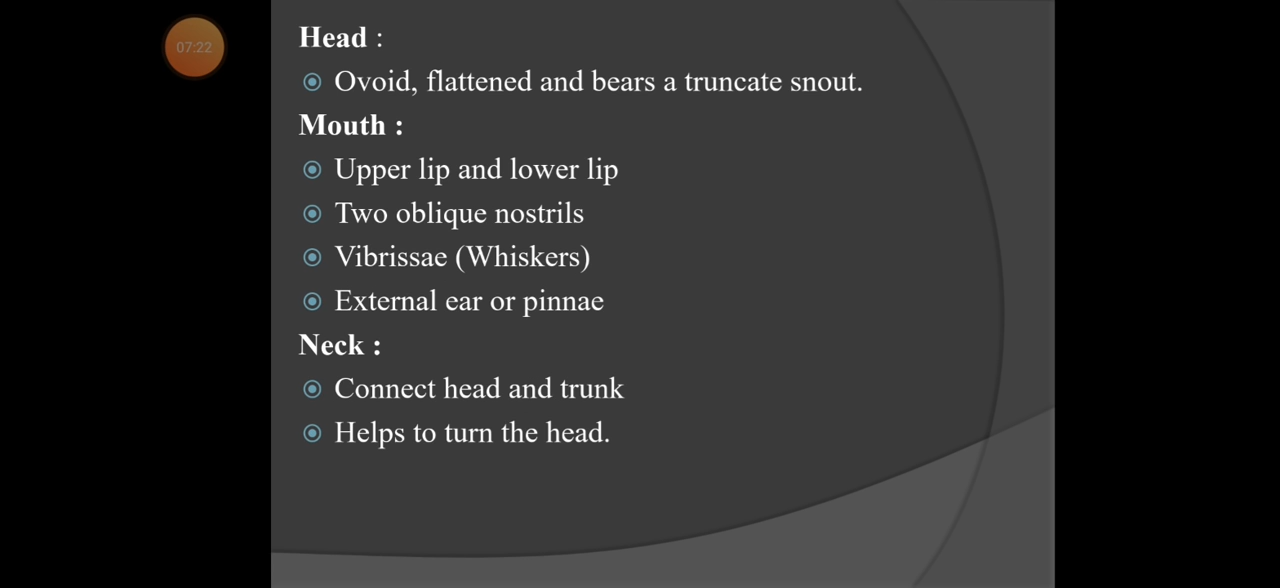 07:22
Head :
Ovoid, flattened and bears a truncate snout.
Mouth :
Upper lip and lower lip
Two oblique nostrils
Vibrissae (Whiskers)
External ear or pinnae
Neck :
Connect head and trunk
Helps to turn the head.